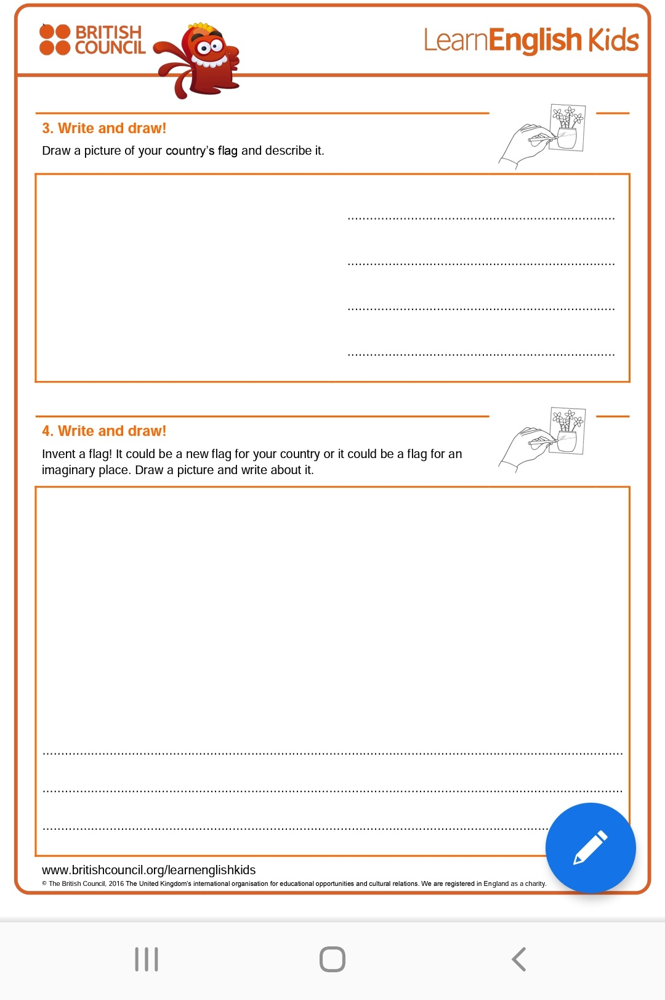 BRITISH
COUNCIL
LearnEnglish Kids
3. Write and draw!
Draw a picture of your country's flag and describe it.
4. Write and draw!
Invent a flag! It could be a new flag for your country or it could be a flag for an
imaginary place. Draw a picture and write about it.
www.britishcouncil.org/learnenglishkids
© The British Council, 2016 The United Kingdom's international organisation for educational opportunities and cultural relations. We are registered in England as a charity.